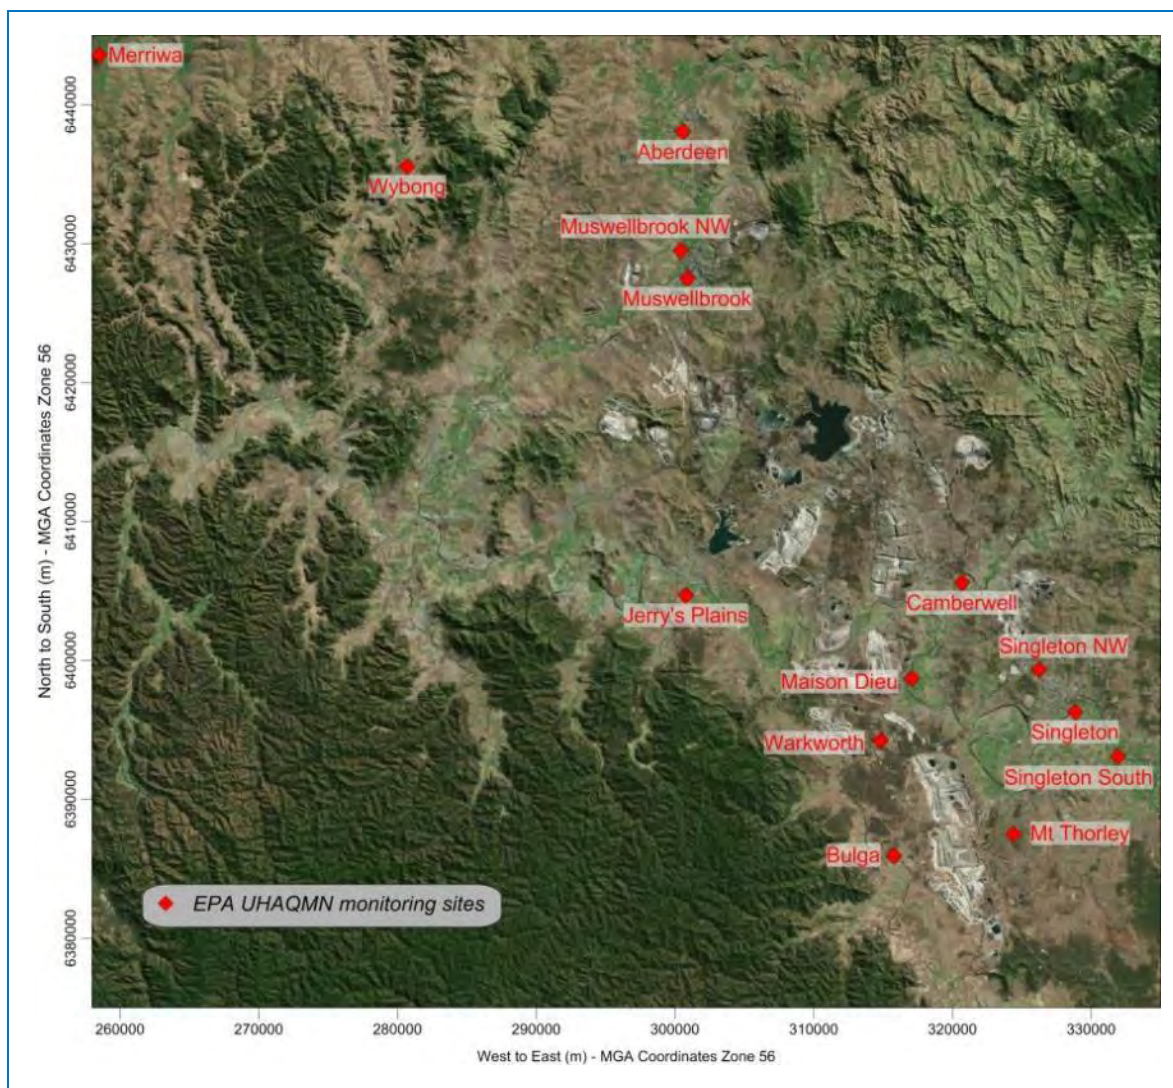 Merriwa
Aberdeen
Wybong
Muswellbrook NW
Muswellbrook
Jerry's Plains
Camberwell
Singleton NW
Maison Dieu
Singleton
Warkworth
Singleton South
Mt Thorley
Bulga
EPA UHAQMN monitoring sites
North to South (m) - MGA Coordinates Zone 56
6440000
6430000
6420000
6410000
6400000
6390000
6380000
260000 270000 280000 290000 300000 310000 320000 330000
West to East (m) - MGA Coordinates Zone 56